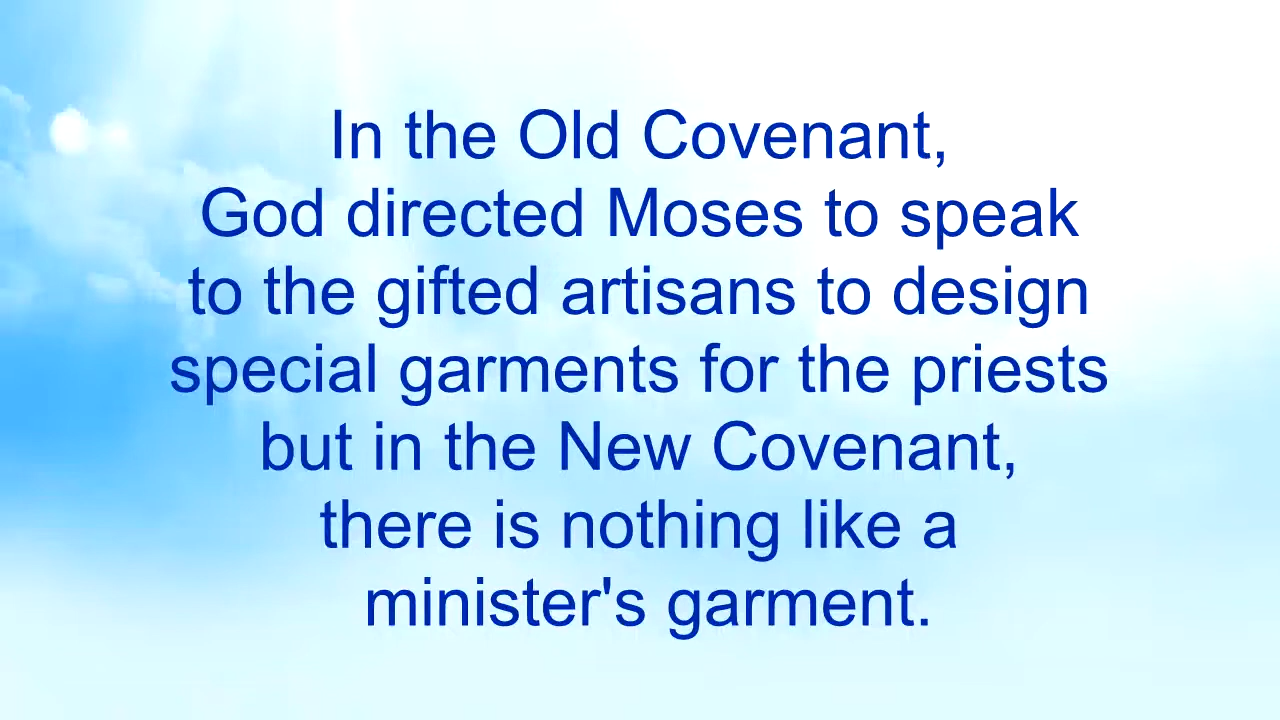 In the Old Covenant,
God directed Moses to speak
to the gifted artisans to design
special garments for the priests
but in the New Covenant,
there is nothing like a
minister's garment.